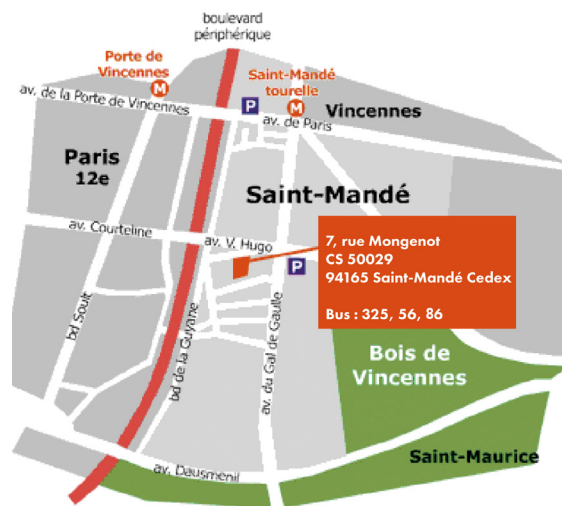 boulevard
périphérique
Porte de
Vincennes
M
Saint-Mandé
tourelle
M
av. de la Porte de Vincennes
P
av. de Paris
Vincennes
Paris
12e
Saint-Mandé
av. Courteline
av. V. Hugo
P
7, rue Mongenot
CS 50029
94165 Saint-Mandé Cedex
Bus : 325, 56, 86
bd Soult
bd de la Guyane
av. du Gal de Gaulle
Bois de
Vincennes
av. Dausmenil
Saint-Maurice